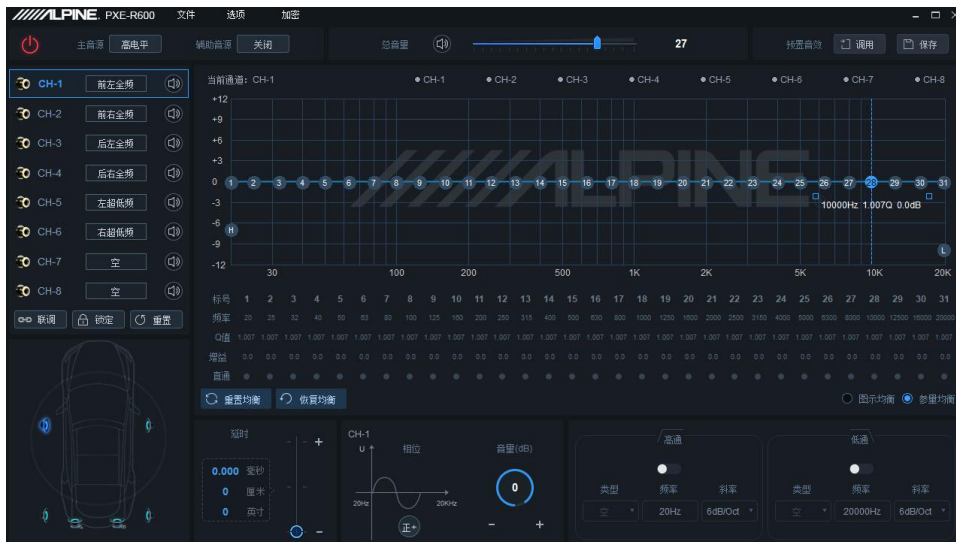 ALPINE. PXE-R600 文件 选项 加密
主音源 高电平 辅助音源 关闭 总音量 27 预置音效 调用 保存
CH-1 前左全频
CH-2 前右全频
CH-3 后左全频
CH-4 后右全频
CH-5 左超低频
CH-6 右超低频
CH-7 空
CH-8 空
联调 锁定 重置
当前通道: CH-1 CH-1 CH-2 CH-3 CH-4 CH-5 CH-6 CH-7 CH-8
+12
+9
+6
+3
0 1 2 3 4 5 6 7 8 9 10 11 12 13 14 15 16 17 18 19 20 21 22 23 24 25 26 27 28 29 30 31
ALPINE
-3
10000Hz 1.007Q 0.0dB
-6
H
-9
L
-12
30 100 200 500 1K 2K 5K 10K 20K
标号 1 2 3 4 5 6 7 8 9 10 11 12 13 14 15 16 17 18 19 20 21 22 23 24 25 26 27 28 29 30 31
频率 20 25 32 40 50 63 80 100 125 160 200 250 315 400 500 630 800 1000 1250 1600 2000 2500 3150 4000 5000 6300 8000 10000 12500 16000 20000
Q值 1.007 1.007 1.007 1.007 1.007 1.007 1.007 1.007 1.007 1.007 1.007 1.007 1.007 1.007 1.007 1.007 1.007 1.007 1.007 1.007 1.007 1.007 1.007 1.007 1.007 1.007 1.007 1.007 1.007 1.007 1.007
增益 0.0 0.0 0.0 0.0 0.0 0.0 0.0 0.0 0.0 0.0 0.0 0.0 0.0 0.0 0.0 0.0 0.0 0.0 0.0 0.0 0.0 0.0 0.0 0.0 0.0 0.0 0.0 0.0 0.0 0.0 0.0
直通
重置均衡 恢复均衡 图示均衡 参量均衡
延时
- +
0.000 毫秒
0 厘米
0 英寸
-
CH-1
U 相位 音量(dB)
20Hz 20KHz
正+
0
- +
高通
类型 频率 斜率
空 20Hz 6dB/Oct
低通
类型 频率 斜率
空 20000Hz 6dB/Oct